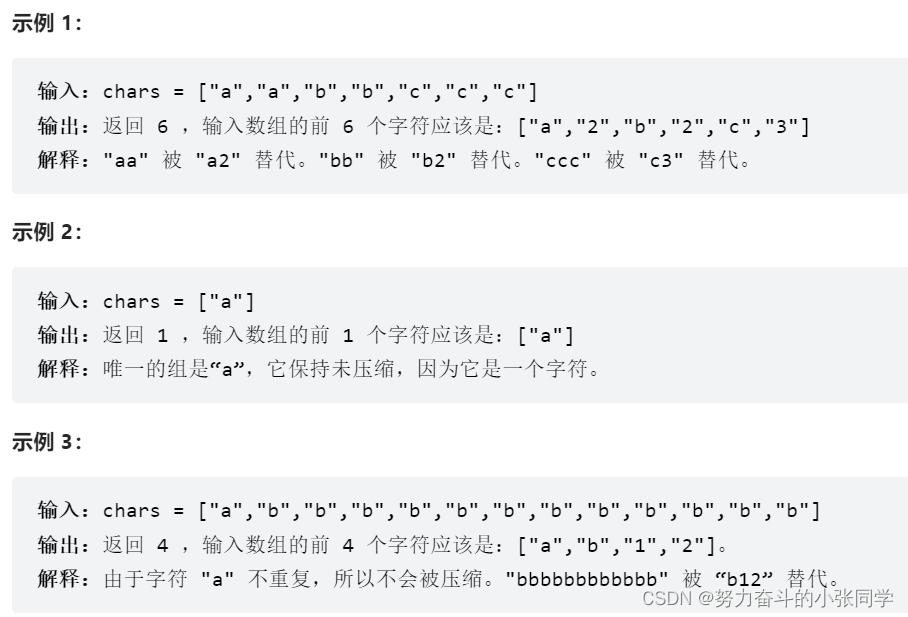 示例 1：
输入：chars = ["a","a","b","b","c","c","c"]
输出：返回 6 ，输入数组的前 6 个字符应该是：["a","2","b","2","c","3"]
解释："aa" 被 "a2" 替代。"bb" 被 "b2" 替代。"ccc" 被 "c3" 替代。
示例 2：
输入：chars = ["a"]
输出：返回 1 ，输入数组的前 1 个字符应该是：["a"]
解释：唯一的组是“a”，它保持未压缩，因为它是一个字符。
示例 3：
输入：chars = ["a","b","b","b","b","b","b","b","b","b","b","b","b"]
输出：返回 4 ，输入数组的前 4 个字符应该是：["a","b","1","2"]。
解释：由于字符 "a" 不重复，所以不会被压缩。"bbbbbbbbbbbb" 被 “b12” 替代。
CSDN @努力奋斗的小张同学